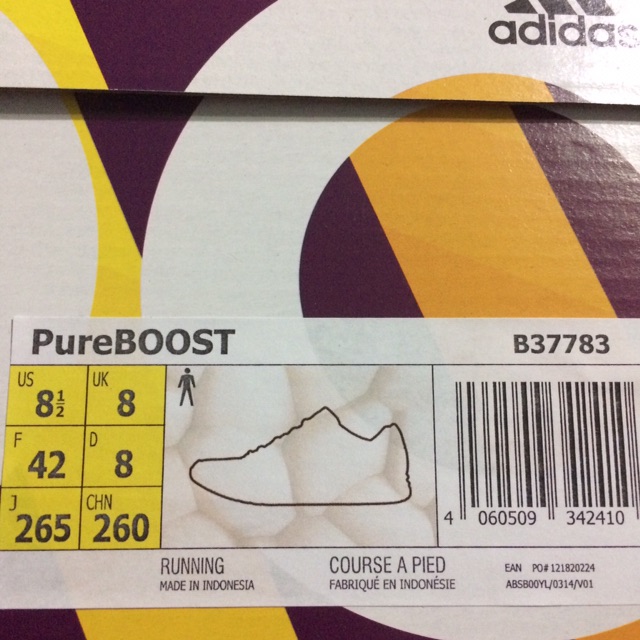 adidas
PureBOOST B37783
US 8½ UK 8
F 42 D 8
J 265 CHN 260
4 060509 342410
RUNNING COURSE A PIED EAN PO# 121820224
MADE IN INDONESIA FABRIQUÉ EN INDONÉSIE ABSB00YL/0314/V01